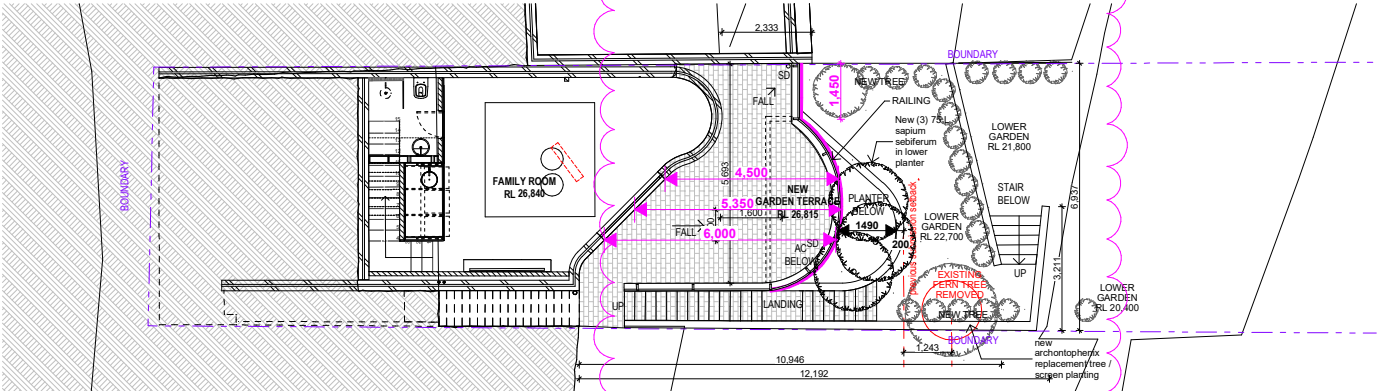 2,333
BOUNDARY
SD
NEW TREE
1,450
FALL
RAILING
New (3) 75 L
sapium
sebiferum
in lower
planter
LOWER
GARDEN
RL 21,800
BOUNDARY
FAMILY ROOM
RL 26,840
5,693
4,500
NEW
GARDEN TERRACE
RL 26,815
5,350
1,600
FALL
6,000
PLANTER
BELOW
1490
200
previous
setback
STAIR
BELOW
6,937
LOWER
GARDEN
RL 22,700
SD
AC
BELOW
UP
3,211
EXISTING
FERN TREE
REMOVED
NEW TREE
LOWER
GARDEN
RL 20,400
UP
LANDING
BOUNDARY
1,243
new
archontophenix
replacement tree /
screen planting
10,946
12,192